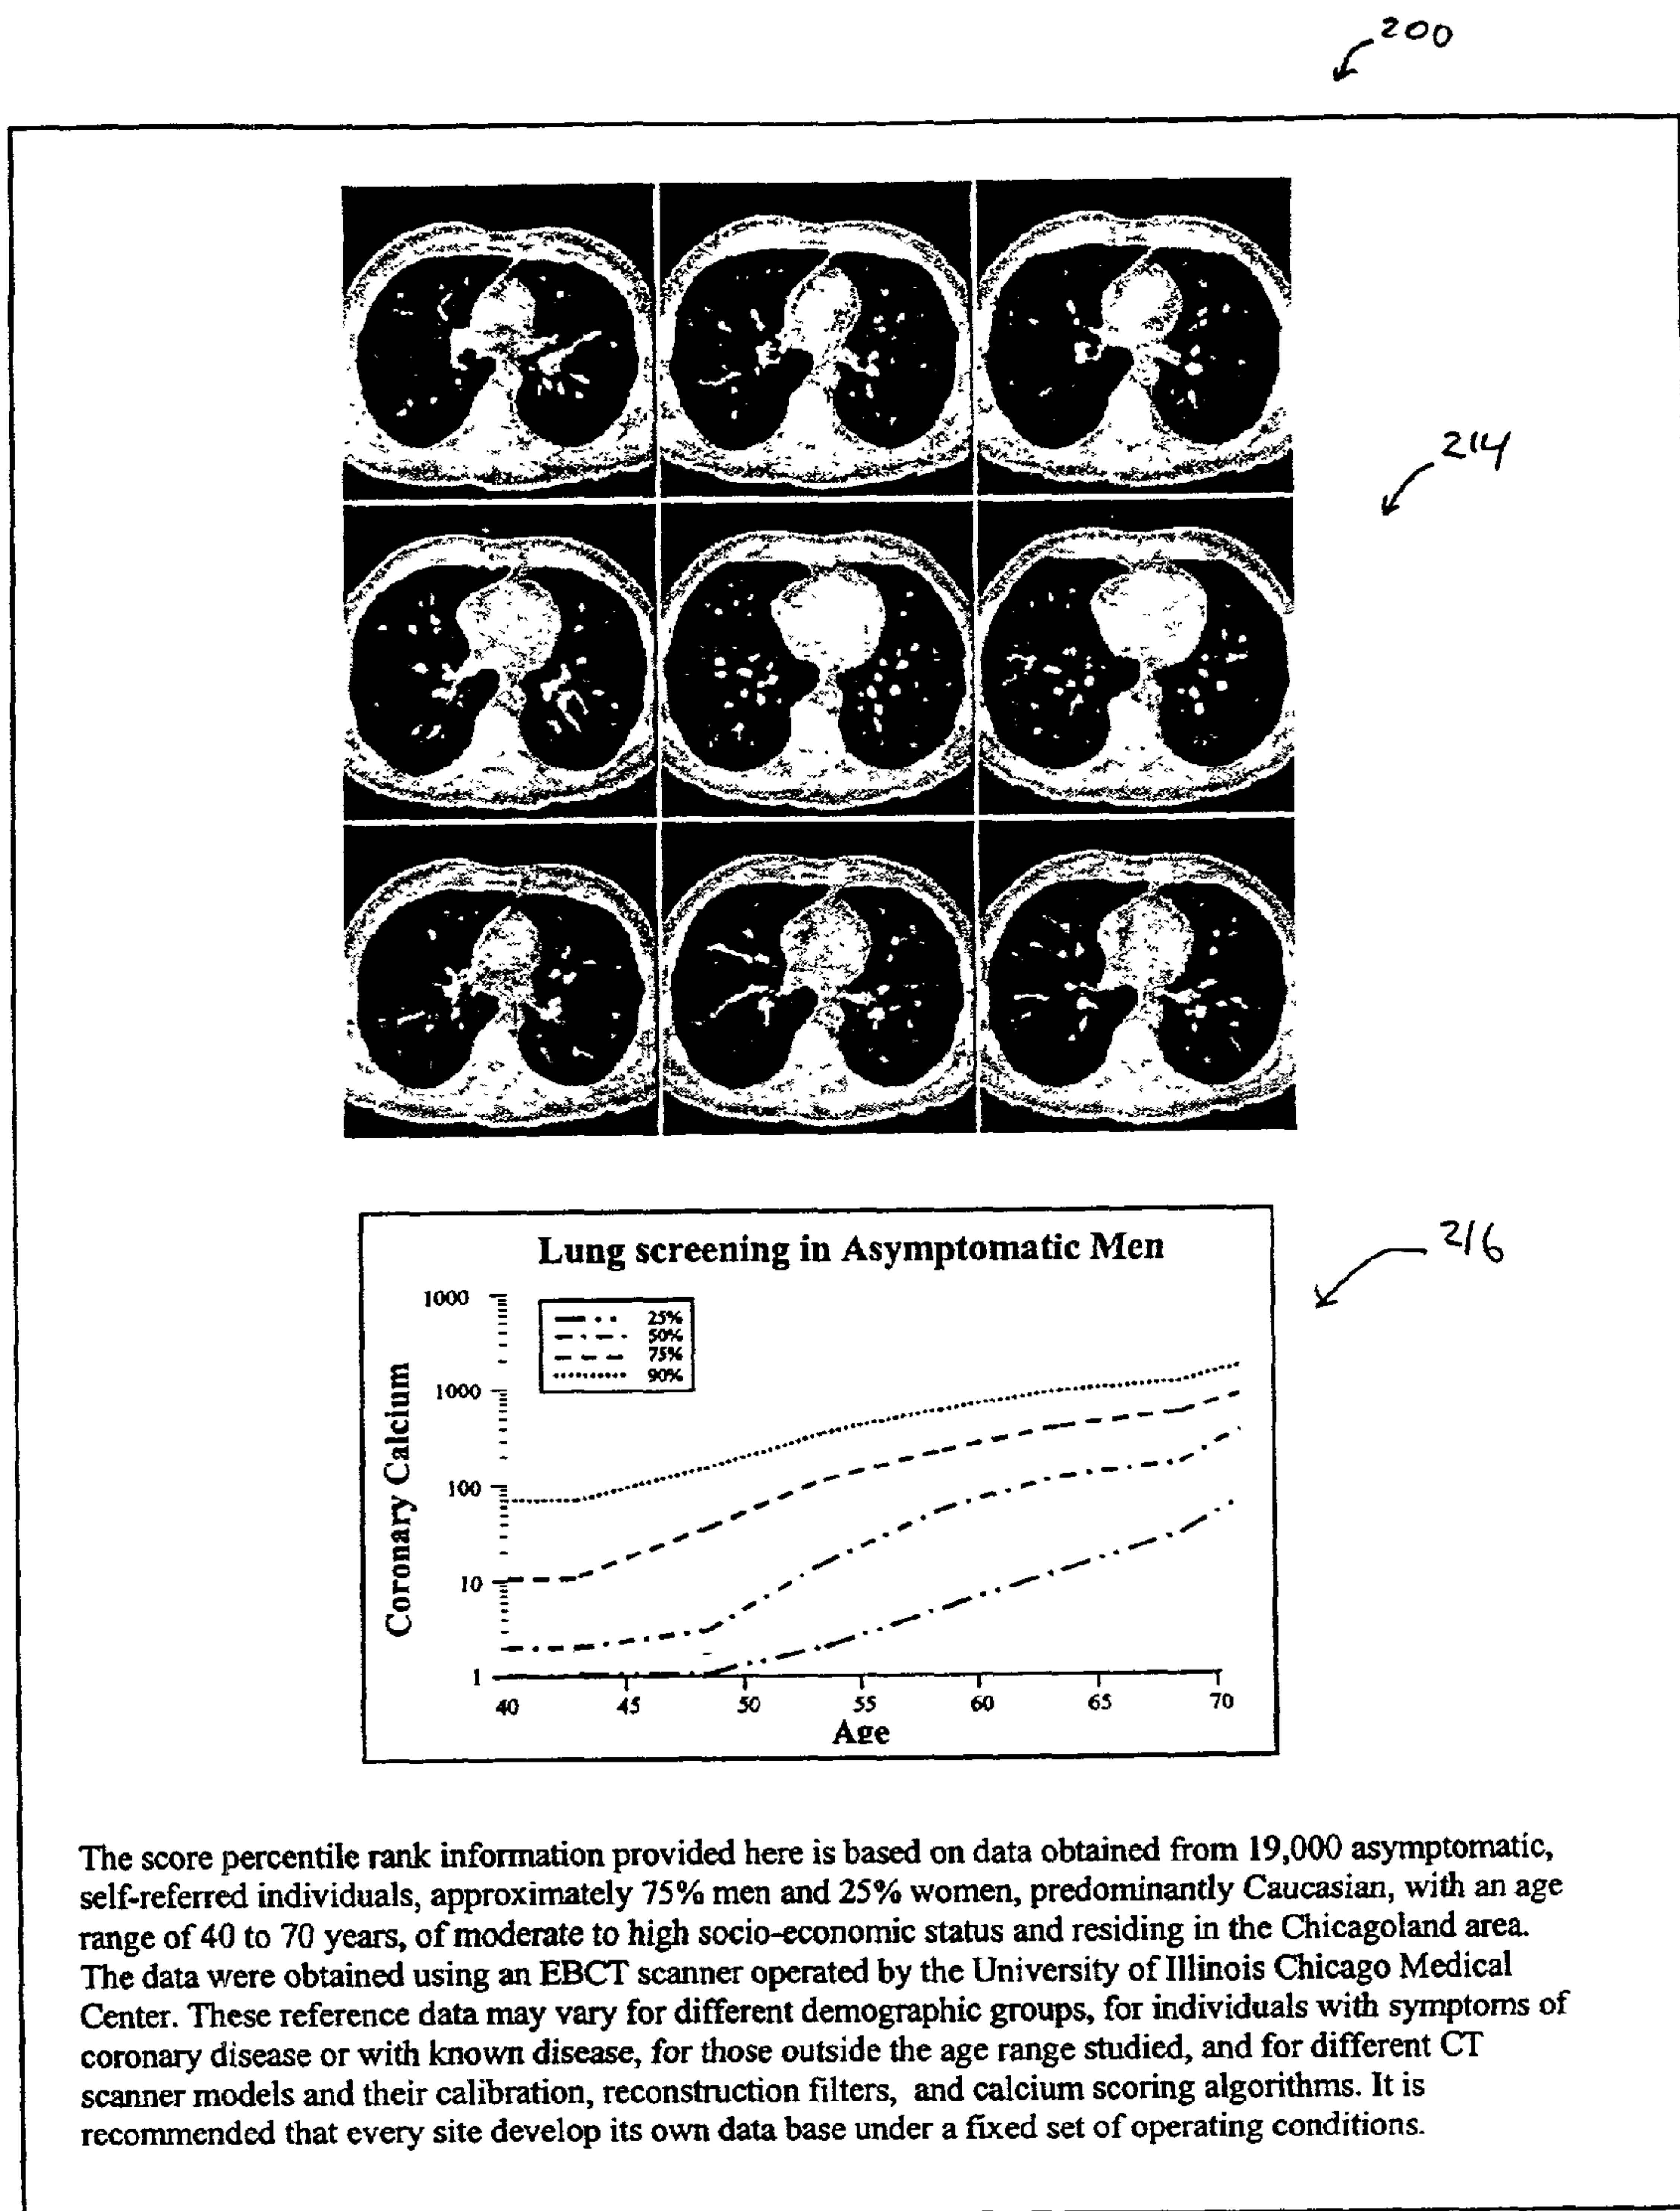 200
214
216
Lung screening in Asymptomatic Men
1000
25%
50%
75%
90%
1000
100
10
1
Coronary Calcium
40 45 50 55 60 65 70
Age
The score percentile rank information provided here is based on data obtained from 19,000 asymptomatic,
self-referred individuals, approximately 75% men and 25% women, predominantly Caucasian, with an age
range of 40 to 70 years, of moderate to high socio-economic status and residing in the Chicagoland area.
The data were obtained using an EBCT scanner operated by the University of Illinois Chicago Medical
Center. These reference data may vary for different demographic groups, for individuals with symptoms of
coronary disease or with known disease, for those outside the age range studied, and for different CT
scanner models and their calibration, reconstruction filters, and calcium scoring algorithms. It is
recommended that every site develop its own data base under a fixed set of operating conditions.